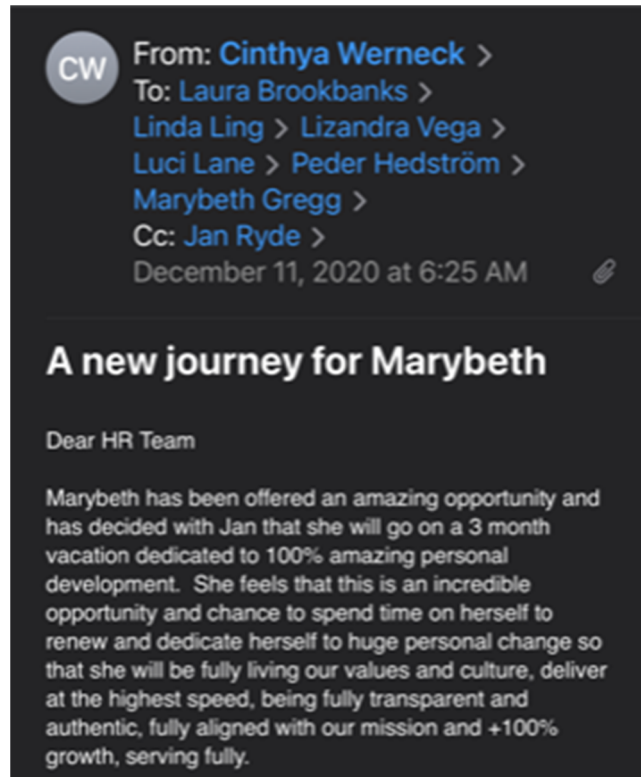 CW
From: Cinthya Werneck >
To: Laura Brookbanks >
Linda Ling > Lizandra Vega >
Luci Lane > Peder Hedström >
Marybeth Gregg >
Cc: Jan Ryde >
December 11, 2020 at 6:25 AM
A new journey for Marybeth
Dear HR Team
Marybeth has been offered an amazing opportunity and
has decided with Jan that she will go on a 3 month
vacation dedicated to 100% amazing personal
development.  She feels that this is an incredible
opportunity and chance to spend time on herself to
renew and dedicate herself to huge personal change so
that she will be fully living our values and culture, deliver
at the highest speed, being fully transparent and
authentic, fully aligned with our mission and +100%
growth, serving fully.